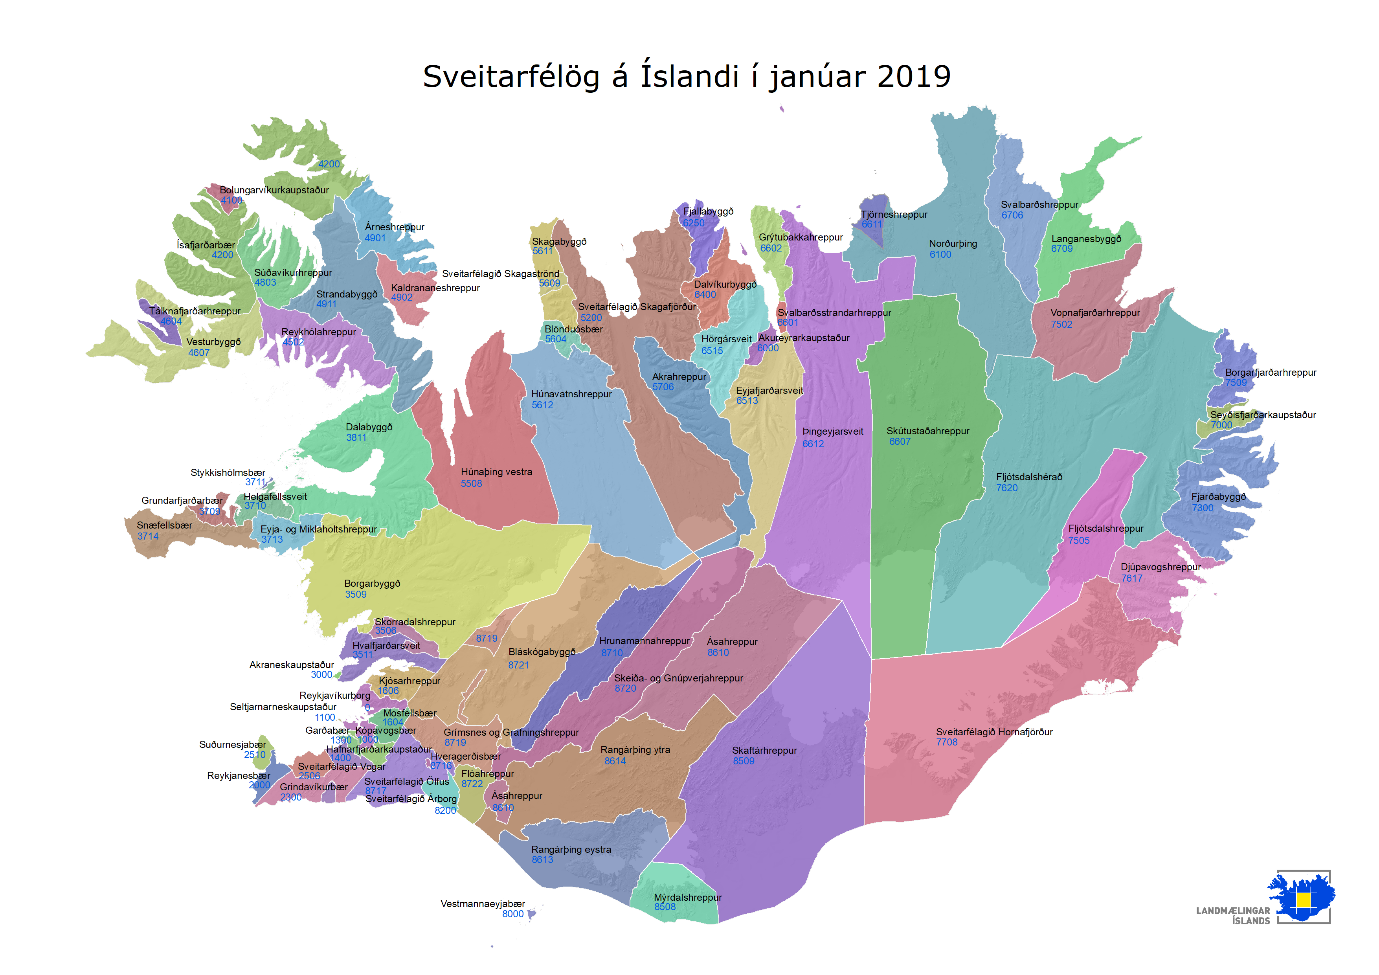 Sveitarfélög á Íslandi í janúar 2019
4200
Bolungarvíkurkaupstaður
4100
Ísafjarðarbær
4200
Súðavíkurhreppur
4803
Árneshreppur
4901
Kaldrananeshreppur
4902
Strandabyggð
4911
Tálknafjarðarhreppur
4604
Vesturbyggð
4607
Reykhólahreppur
4502
Sveitarfélagið Skagaströnd
5609
Skagabyggð
5611
Blönduósbær
5604
Sveitarfélagið Skagafjörður
5200
Fjallabyggð
6250
Dalvíkurbyggð
6400
Grýtubakkahreppur
6602
Svalbarðsstrandarhreppur
6601
Akureyrarkaupstaður
6000
Hörgársveit
6515
Tjörneshreppur
6611
Norðurþing
6100
Svalbarðshreppur
6706
Langanesbyggð
6709
Vopnafjarðarhreppur
7502
Borgarfjarðarhreppur
7509
Seyðisfjarðarkaupstaður
7000
Fjarðabyggð
7300
Húnavatnshreppur
5612
Akrahreppur
5706
Eyjafjarðarsveit
6513
Þingeyjarsveit
6612
Skútustaðahreppur
6607
Fljótsdalshérað
7620
Fljótsdalshreppur
7505
Djúpavogshreppur
7617
Dalabyggð
3811
Húnaþing vestra
5508
Stykkishólmsbær
3711
Helgafellssveit
3710
Grundarfjarðarbær
3709
Snæfellsbær
3714
Eyja- og Miklaholtshreppur
3713
Borgarbyggð
3509
Skorradalshreppur
3506
Hvalfjarðarsveit
3511
Akraneskaupstaður
3000
Kjósarhreppur
1606
Reykjavíkurborg
0
Seltjarnarneskaupstaður
1100
Mosfellsbær
1604
Garðabær
1300
Kópavogsbær
1000
Hafnarfjarðarkaupstaður
1400
Suðurnesjabær
2510
Reykjanesbær
2000
Sveitarfélagið Vogar
2506
Grindavíkurbær
2300
8719
Bláskógabyggð
8721
Hrunamannahreppur
8710
Ásahreppur
8610
Skeiða- og Gnúpverjahreppur
8720
Grímsnes og Grafningshreppur
8719
Hveragerðisbær
8716
Sveitarfélagið Ölfus
8717
Sveitarfélagið Árborg
8200
Flóahreppur
8722
Ásahreppur
8610
Rangárþing ytra
8614
Rangárþing eystra
8613
Skaftárhreppur
8509
Sveitarfélagið Hornafjörður
7708
Mýrdalshreppur
8508
Vestmannaeyjabær
8000
LANDMÆLINGAR
ÍSLANDS